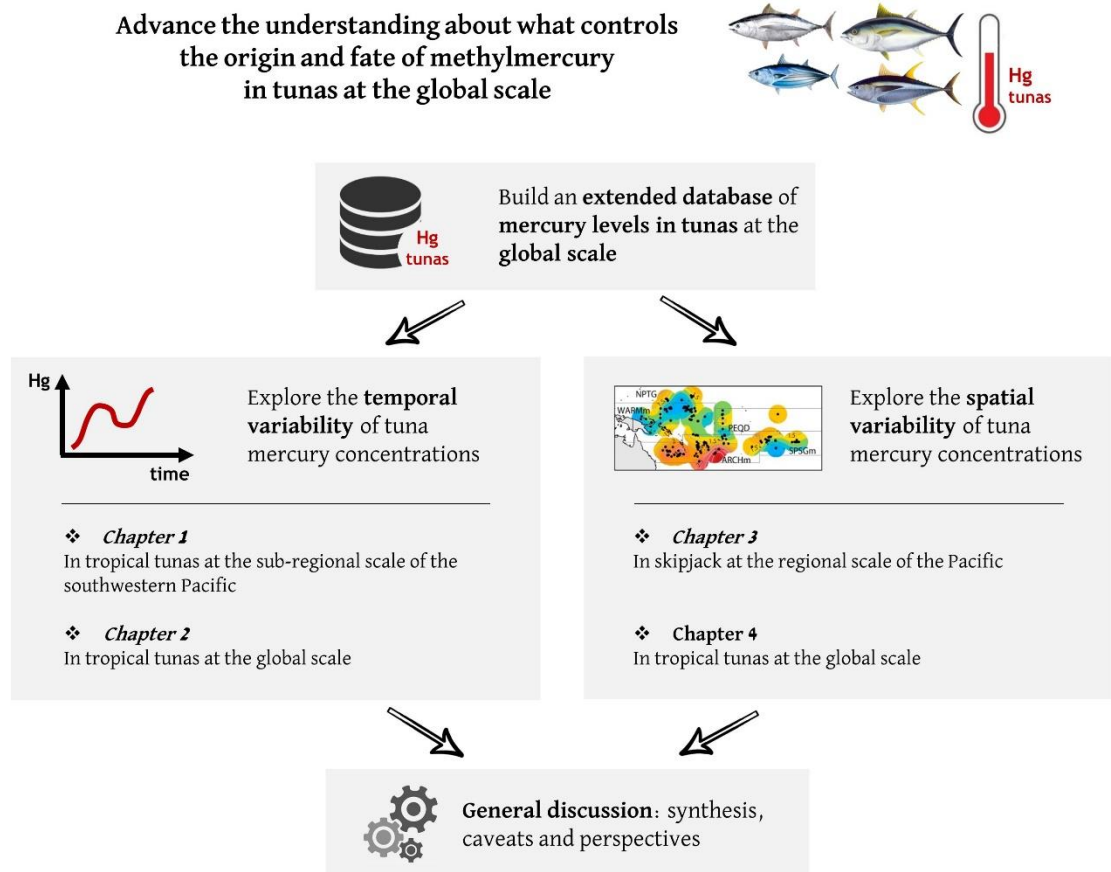 Advance the understanding about what controls
the origin and fate of methylmercury
in tunas at the global scale
Hg
tunas
Build an extended database of
mercury levels in tunas at the
global scale
Hg
tunas
Hg
time
Explore the temporal
variability of tuna
mercury concentrations
❖ Chapter 1
In tropical tunas at the sub-regional scale of the
southwestern Pacific
❖ Chapter 2
In tropical tunas at the global scale
NPTG
WARMm
PEQD
ARCHm
SPSGm
Explore the spatial
variability of tuna
mercury concentrations
❖ Chapter 3
In skipjack at the regional scale of the Pacific
❖ Chapter 4
In tropical tunas at the global scale
General discussion: synthesis,
caveats and perspectives